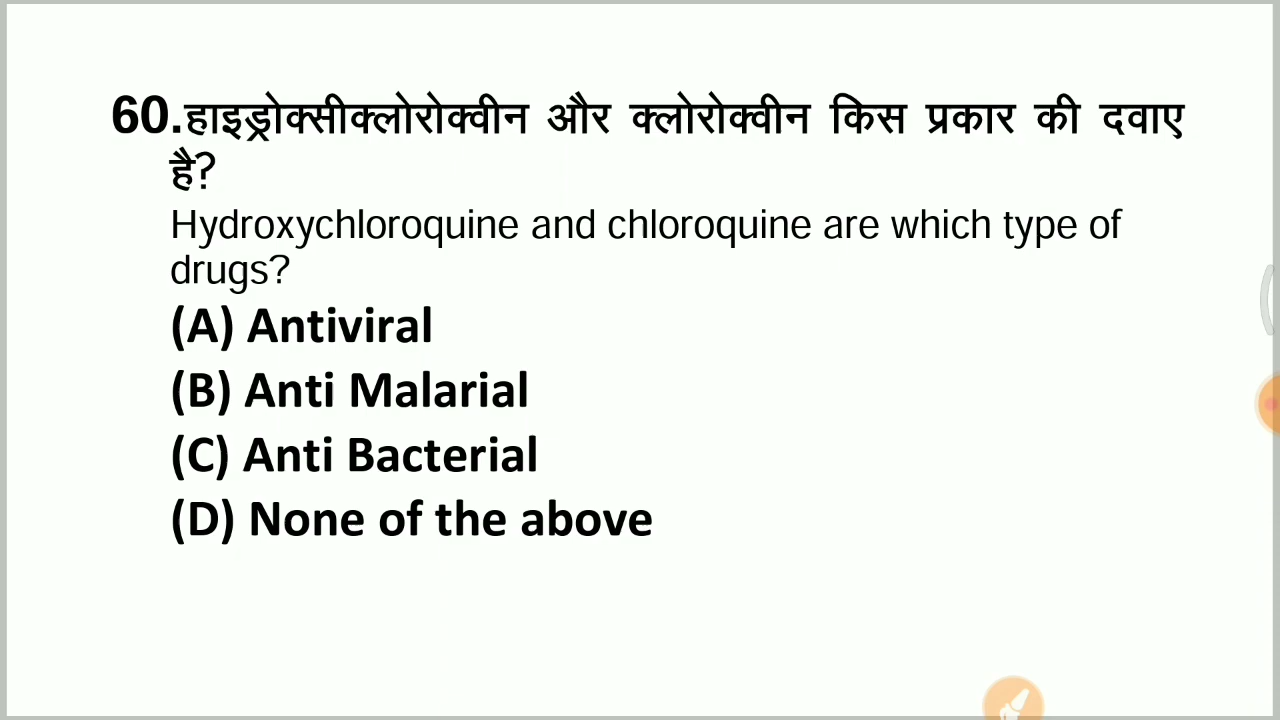 60.हाइड्रोक्सीक्लोरोक्वीन और क्लोरोक्वीन किस प्रकार की दवाए
है?
Hydroxychloroquine and chloroquine are which type of
drugs?
(A) Antiviral
(B) Anti Malarial
(C) Anti Bacterial
(D) None of the above